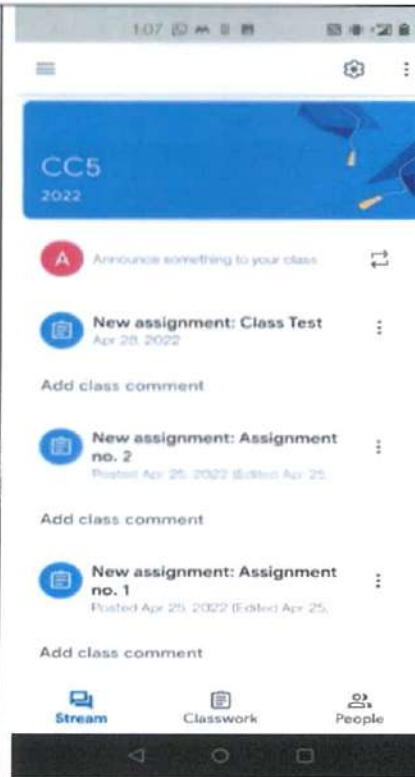 1:07
CC5
2022
A
Announce something to your class
New assignment: Class Test
Apr 28, 2022
Add class comment
New assignment: Assignment
no. 2
Posted Apr 25, 2022 (Edited Apr 25,
Add class comment
New assignment: Assignment
no. 1
Posted Apr 25, 2022 (Edited Apr 25,
Add class comment
Stream Classwork People